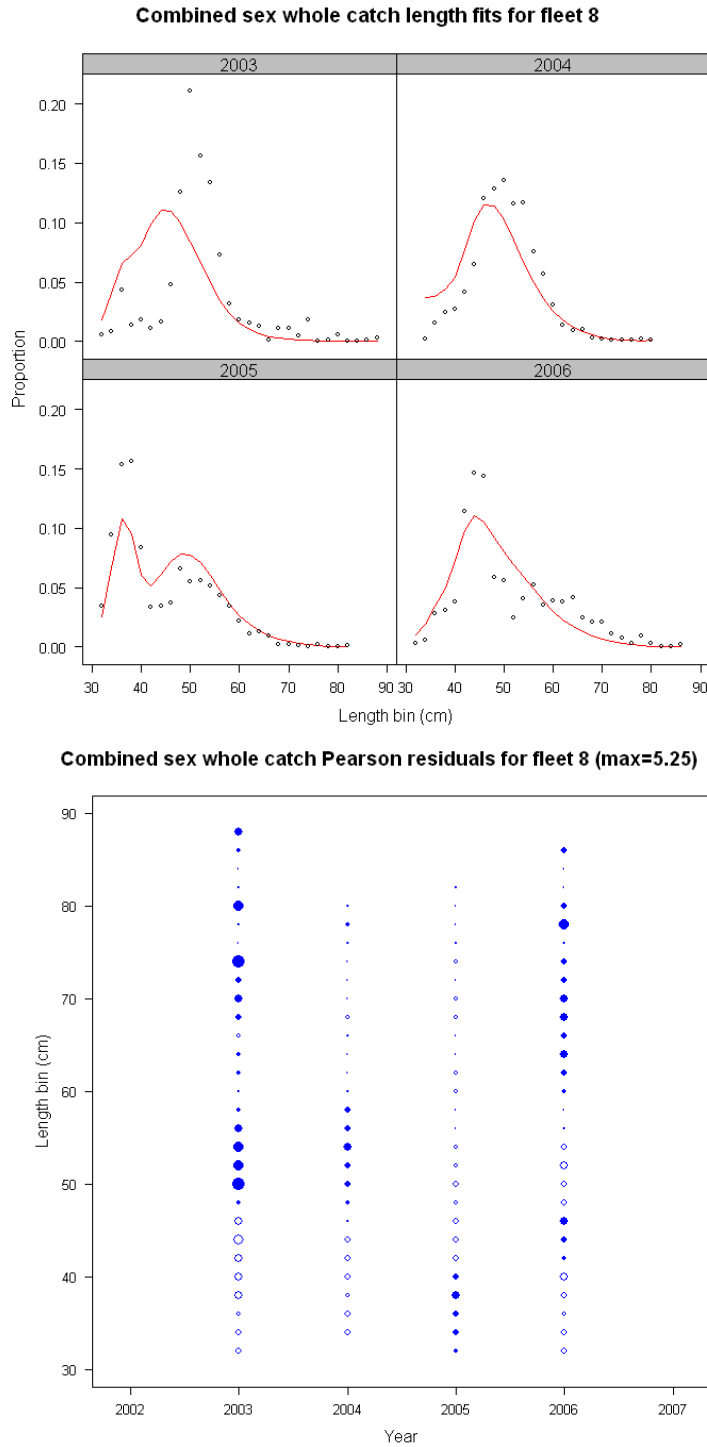 Combined sex whole catch length fits for fleet 8
2003
2004
0.20
0.15
0.10
0.05
0.00
2005
2006
0.20
0.15
0.10
0.05
0.00
Proportion
30 40 50 60 70 80 90
30 40 50 60 70 80 90
Length bin (cm)
Combined sex whole catch Pearson residuals for fleet 8 (max=5.25)
90
80
70
60
50
40
30
Length bin (cm)
2002 2003 2004 2005 2006 2007
Year